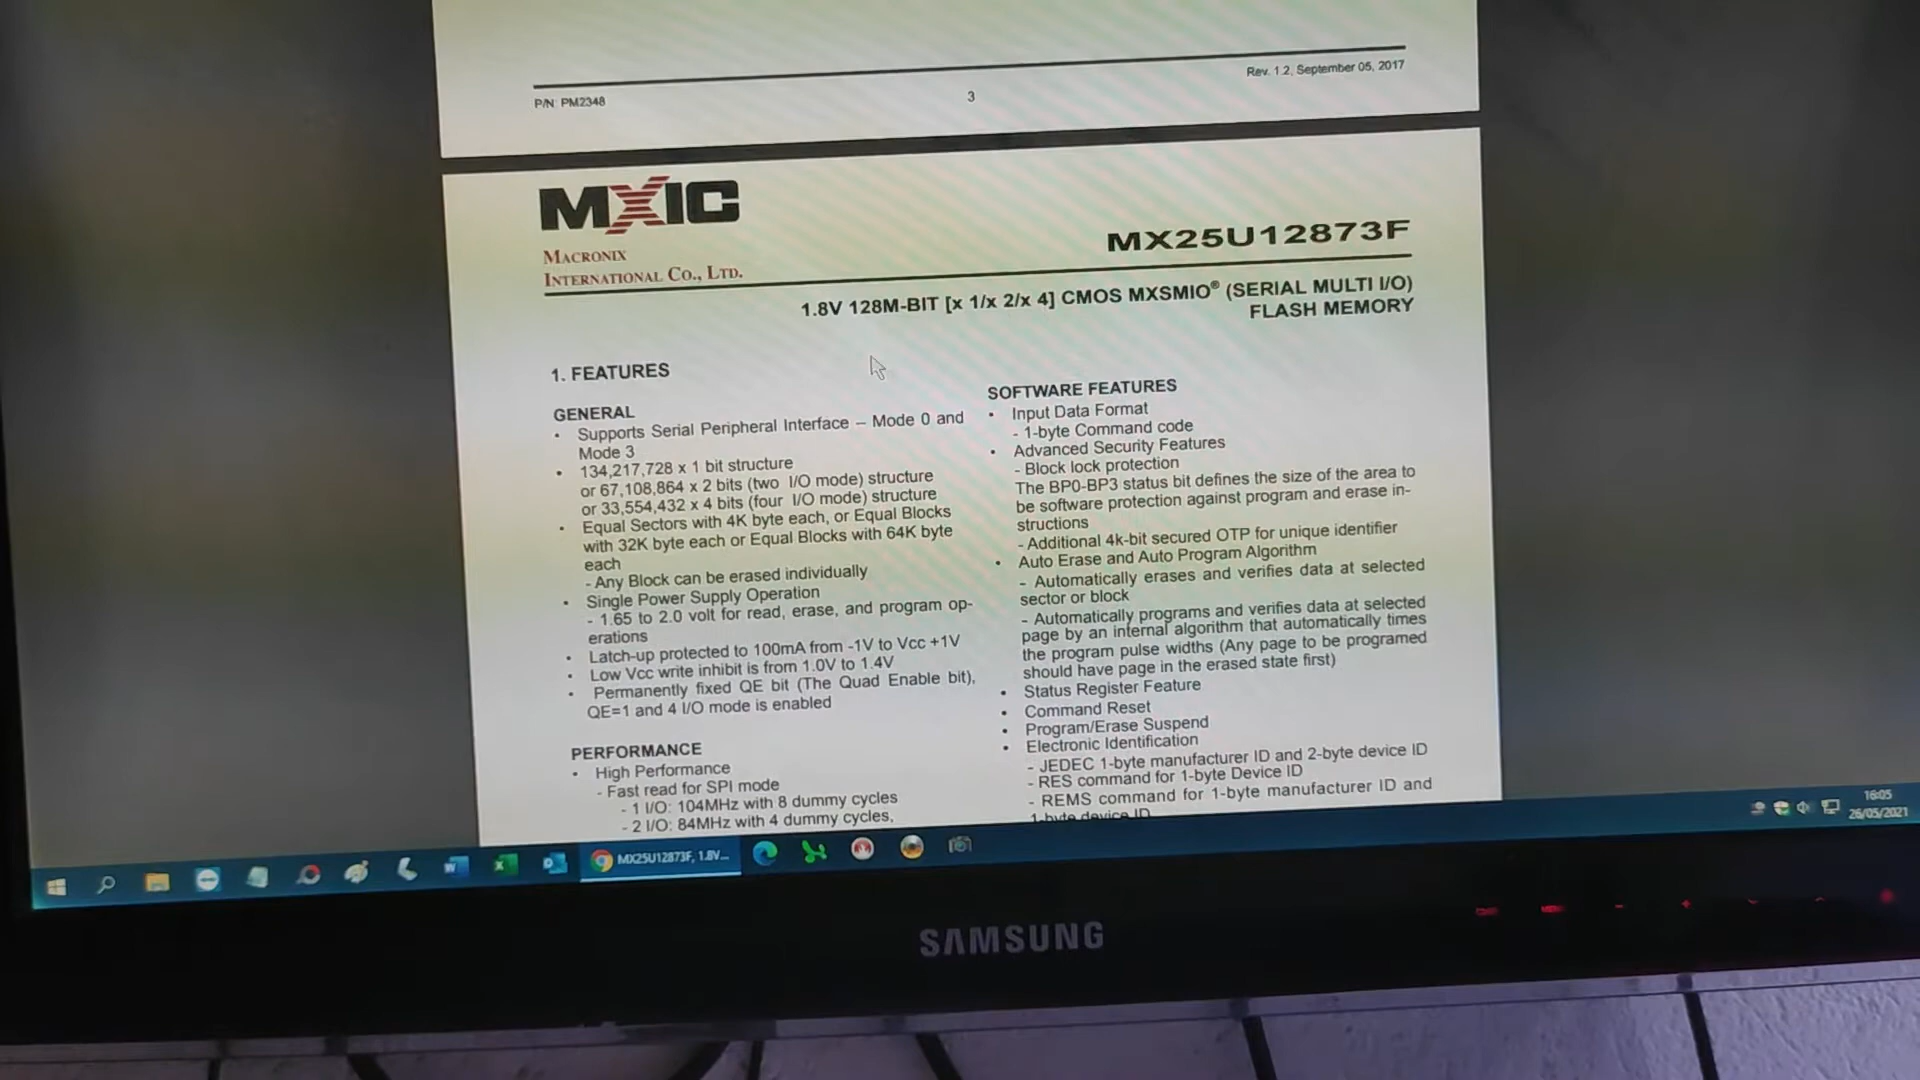 Rev. 1.2, September 05, 2017
P/N: PM2348
3
MXIC
MACRONIX
INTERNATIONAL CO., LTD.
MX25U12873F
1.8V 128M-BIT [x 1/x 2/x 4] CMOS MXSMIO® (SERIAL MULTI I/O)
FLASH MEMORY
1. FEATURES
GENERAL
• Supports Serial Peripheral Interface – Mode 0 and
Mode 3
• 134,217,728 x 1 bit structure
or 67,108,864 x 2 bits (two I/O mode) structure
or 33,554,432 x 4 bits (four I/O mode) structure
• Equal Sectors with 4K byte each, or Equal Blocks
with 32K byte each or Equal Blocks with 64K byte
each
- Any Block can be erased individually
• Single Power Supply Operation
- 1.65 to 2.0 volt for read, erase, and program op-
erations
• Latch-up protected to 100mA from -1V to Vcc +1V
• Low Vcc write inhibit is from 1.0V to 1.4V
• Permanently fixed QE bit (The Quad Enable bit),
QE=1 and 4 I/O mode is enabled
PERFORMANCE
• High Performance
- Fast read for SPI mode
- 1 I/O: 104MHz with 8 dummy cycles
- 2 I/O: 84MHz with 4 dummy cycles,
SOFTWARE FEATURES
• Input Data Format
- 1-byte Command code
• Advanced Security Features
- Block lock protection
The BP0-BP3 status bit defines the size of the area to
be software protection against program and erase in-
structions
- Additional 4k-bit secured OTP for unique identifier
• Auto Erase and Auto Program Algorithm
- Automatically erases and verifies data at selected
sector or block
- Automatically programs and verifies data at selected
page by an internal algorithm that automatically times
the program pulse widths (Any page to be programed
should have page in the erased state first)
• Status Register Feature
• Command Reset
• Program/Erase Suspend
• Electronic Identification
- JEDEC 1-byte manufacturer ID and 2-byte device ID
- RES command for 1-byte Device ID
- REMS command for 1-byte manufacturer ID and
1-byte device ID
MX25U12873F, 1.8V...
16:05
26/05/2021
SAMSUNG